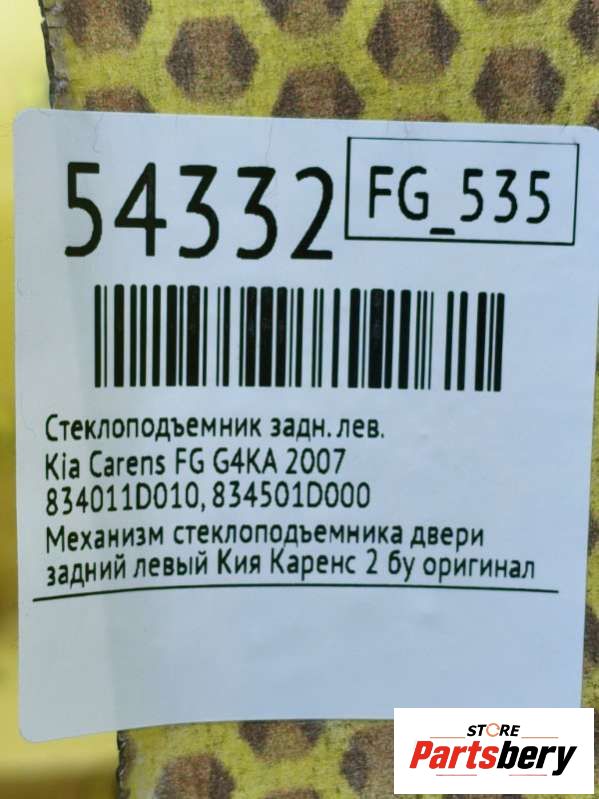 54332
FG_535
Стеклоподъемник задн. лев.
Kia Carens FG G4KA 2007
834011D010, 834501D000
Механизм стеклоподъемника двери
задний левый Кия Каренс 2 бу оригинал
STORE
Partsbery